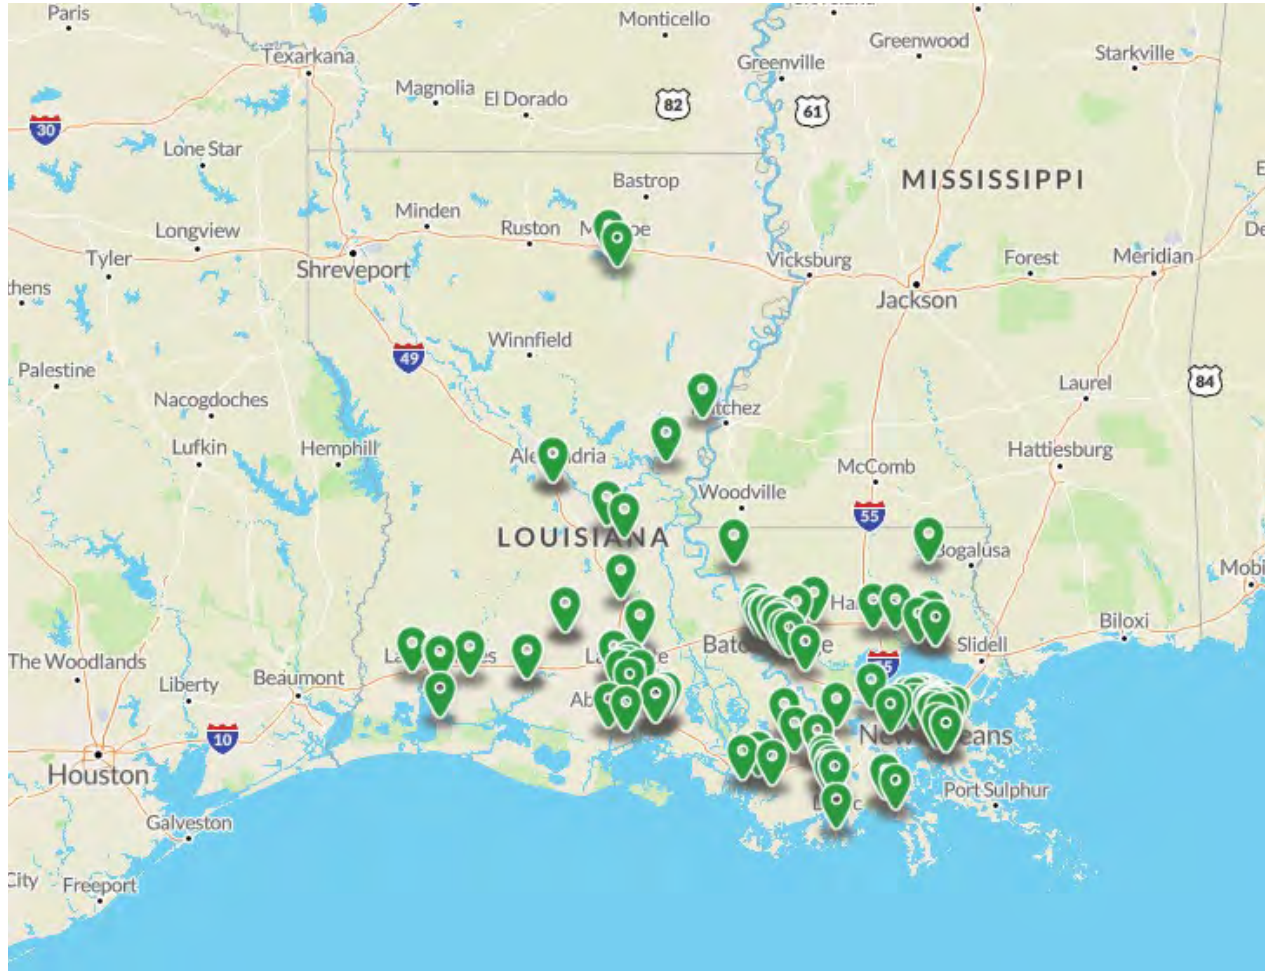 Paris
Monticello
Greenwood
Starkville
Texarkana
Greenville
Magnolia
El Dorado
82
61
30
Lone Star
MISSISSIPPI
Bastrop
Minden
Ruston
Longview
Tyler
Shreveport
Vicksburg
Forest
Meridian
Jackson
Winnfield
49
Palestine
Laurel
84
Nacogdoches
Lufkin
Hemphill
Hattiesburg
McComb
Woodville
55
LOUISIANA
Bogalusa
Biloxi
Slidell
The Woodlands
Liberty
Beaumont
10
Houston
Port Sulphur
Galveston
City
Freeport